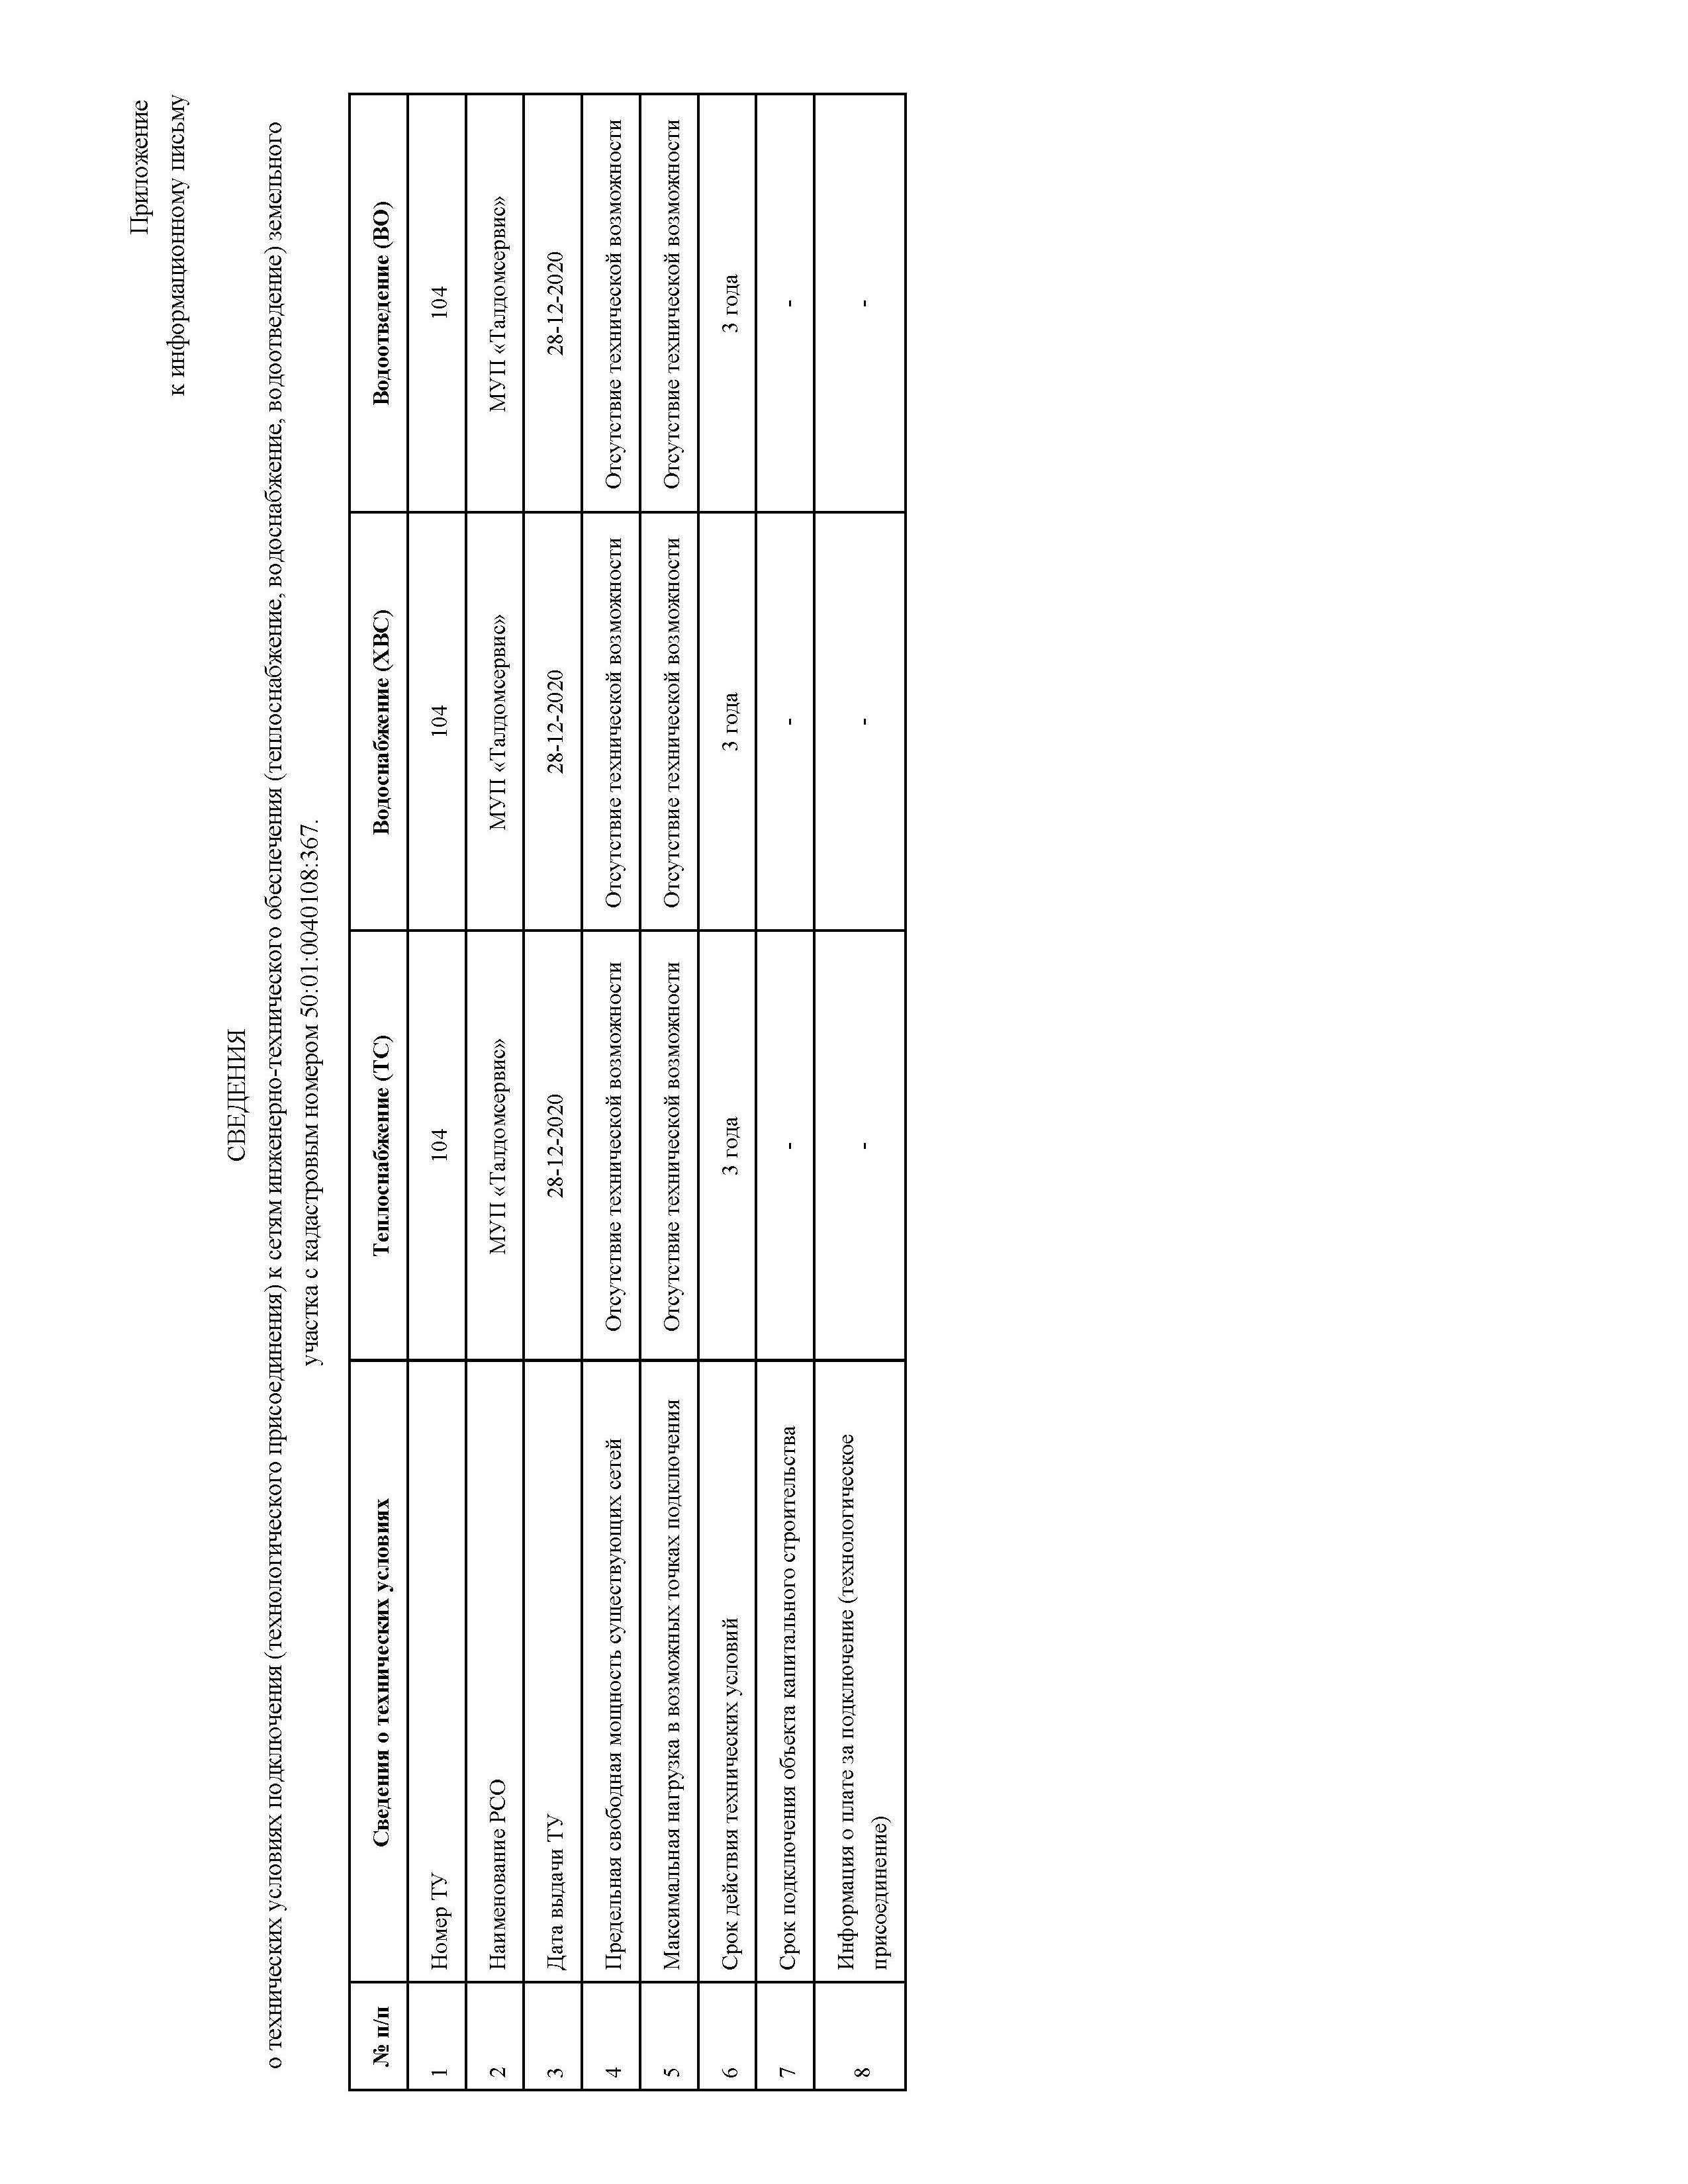 Приложение
к информационному письму
СВЕДЕНИЯ
о технических условиях подключения (технологического присоединения) к сетям инженерно-технического обеспечения (теплоснабжение, водоснабжение, водоотведение) земельного
участка с кадастровым номером 50:01:0040108:367.
№ п/п Сведения о технических условиях Теплоснабжение (ТС) Водоснабжение (ХВС) Водоотведение (ВО)
1 Номер ТУ 104 104 104
2 Наименование РСО МУП «Талдомсервис» МУП «Талдомсервис» МУП «Талдомсервис»
3 Дата выдачи ТУ 28-12-2020 28-12-2020 28-12-2020
4 Предельная свободная мощность существующих сетей Отсутствие технической возможности Отсутствие технической возможности Отсутствие технической возможности
5 Максимальная нагрузка в возможных точках подключения Отсутствие технической возможности Отсутствие технической возможности Отсутствие технической возможности
6 Срок действия технических условий 3 года 3 года 3 года
7 Срок подключения объекта капитального строительства - - -
8 Информация о плате за подключение (технологическое - - -
присоединение)